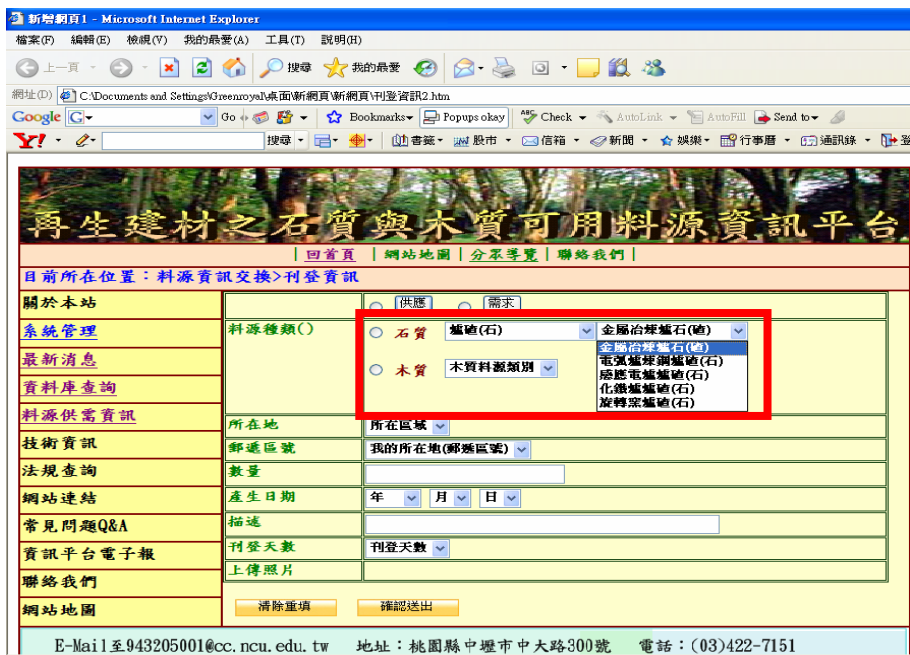 新增網頁1 - Microsoft Internet Explorer
檔案(F) 編輯(E) 檢視(V) 我的最愛(A) 工具(T) 說明(H)
上一頁 搜尋 我的最愛
網址(D) C:\Documents and Settings\Greenroyal\桌面\新網頁\新網頁\刊登資訊2.htm
Google G Go Bookmarks Popups okay Check AutoLink AutoFill Send to
Y! 搜尋 書籤 股市 信箱 新聞 娛樂 行事曆 通訊錄 登
再生建材之石質與木質可用料源資訊平台
| 回首頁 | 網站地圖 | 分眾導覽 | 聯絡我們 |
目前所在位置：料源資訊交換>刊登資訊
關於本站
系統管理
最新消息
資料庫查詢
料源供需資訊
技術資訊
法規查詢
網站連結
常見問題Q&A
資訊平台電子報
聯絡我們
網站地圖
供應 需求
料源種類()
石質 爐碴(石) 金屬冶煉爐石(碴)
金屬冶煉爐石(碴)
電弧爐煉鋼爐碴(石)
感應電爐爐碴(石)
化鐵爐爐碴(石)
旋轉窯爐碴(石)
木質 木質料源類別
所在地 所在區域
郵遞區號 我的所在地(郵遞區號)
數量
產生日期 年 月 日
描述
刊登天數 刊登天數
上傳照片
清除重填 確認送出
E-Mail至943205001@cc.ncu.edu.tw 地址：桃園縣中壢市中大路300號 電話：(03)422-7151